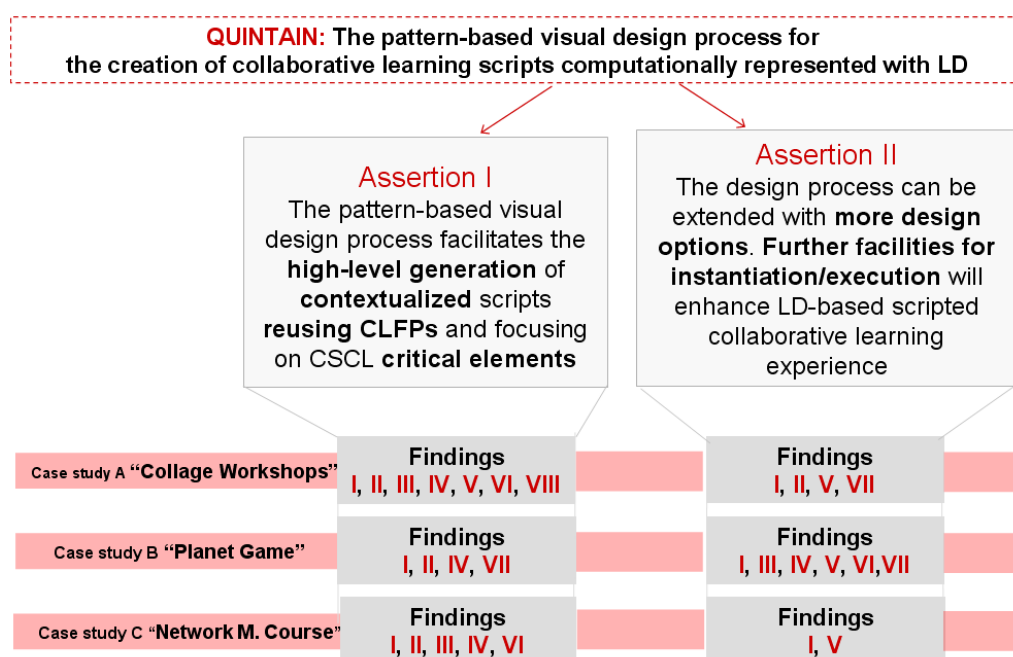 QUINTAIN: The pattern-based visual design process for
the creation of collaborative learning scripts computationally represented with LD
Assertion I
The pattern-based visual
design process facilitates the
high-level generation of
contextualized scripts
reusing CLFPs and focusing
on CSCL critical elements
Assertion II
The design process can be
extended with more design
options. Further facilities for
instantiation/execution will
enhance LD-based scripted
collaborative learning
experience
Case study A “Collage Workshops”
Findings
I, II, III, IV, V, VI, VIII
Findings
I, II, V, VII
Case study B “Planet Game”
Findings
I, II, IV, VII
Findings
I, III, IV, V, VI,VII
Case study C “Network M. Course”
Findings
I, II, III, IV, VI
Findings
I, V